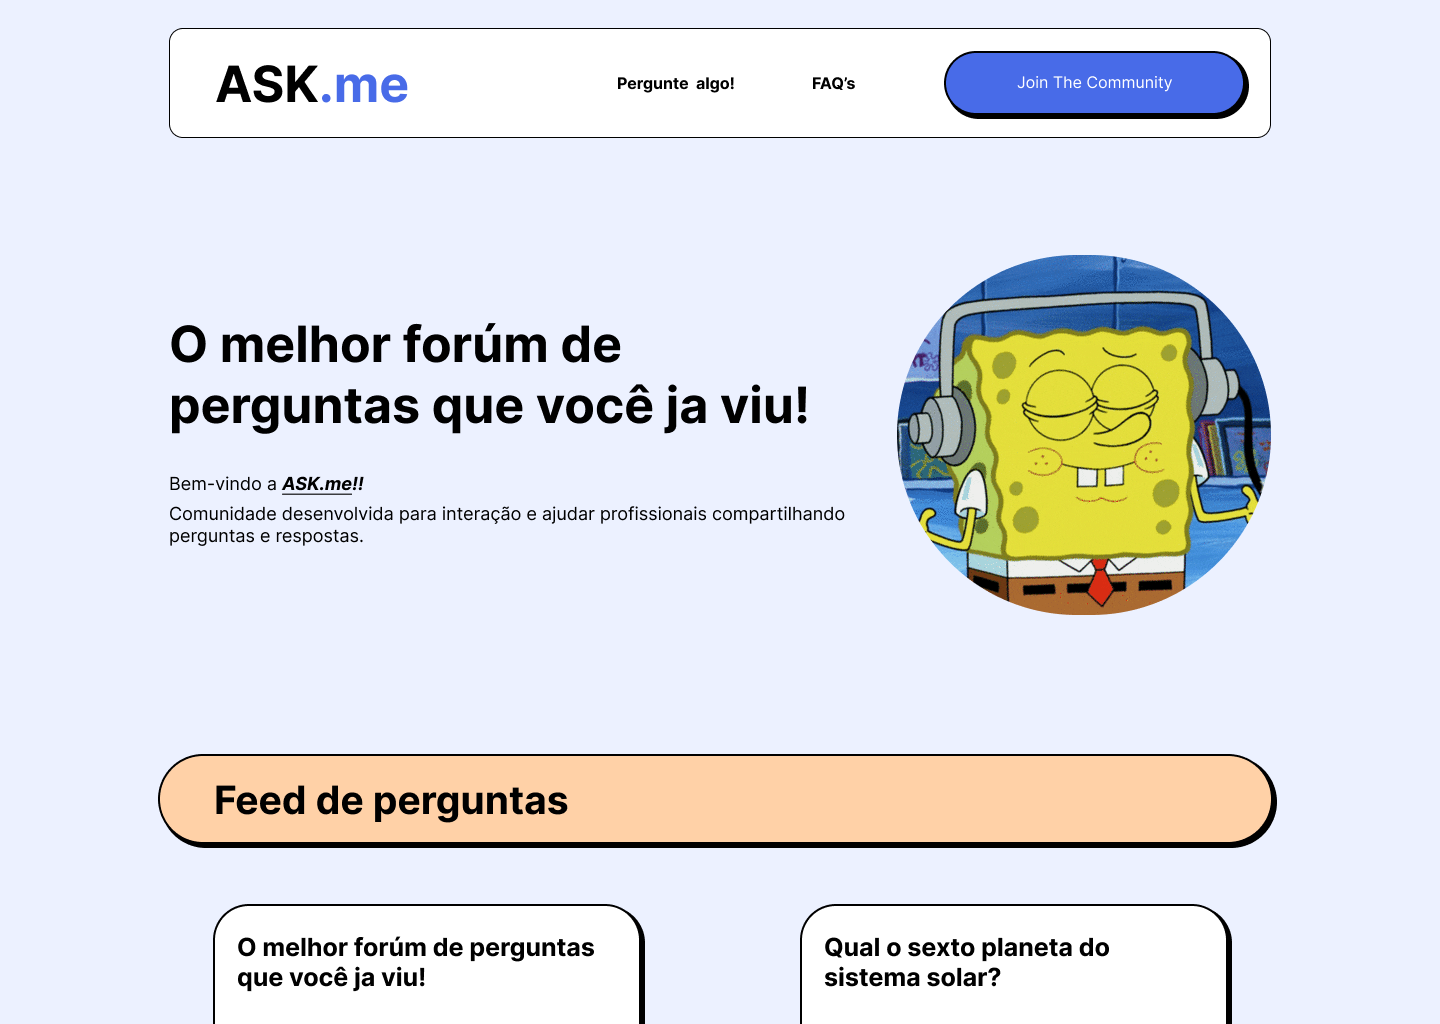 ASK.me
Pergunte algo!
FAQ’s
Join The Community
O melhor forúm de
perguntas que você ja viu!
Bem-vindo a ASK.me!!
Comunidade desenvolvida para interação e ajudar profissionais compartilhando
perguntas e respostas.
Feed de perguntas
O melhor forúm de perguntas
que você ja viu!
Qual o sexto planeta do
sistema solar?